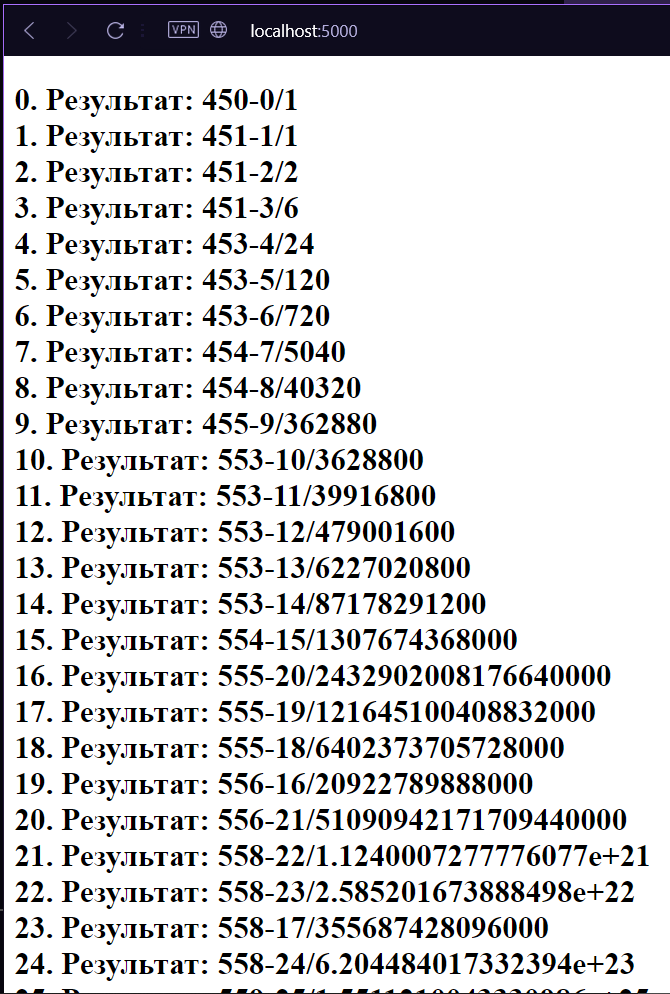 VPN localhost:5000
0. Результат: 450-0/1
1. Результат: 451-1/1
2. Результат: 451-2/2
3. Результат: 451-3/6
4. Результат: 453-4/24
5. Результат: 453-5/120
6. Результат: 453-6/720
7. Результат: 454-7/5040
8. Результат: 454-8/40320
9. Результат: 455-9/362880
10. Результат: 553-10/3628800
11. Результат: 553-11/39916800
12. Результат: 553-12/479001600
13. Результат: 553-13/6227020800
14. Результат: 553-14/87178291200
15. Результат: 554-15/1307674368000
16. Результат: 555-20/2432902008176640000
17. Результат: 555-19/121645100408832000
18. Результат: 555-18/6402373705728000
19. Результат: 556-16/20922789888000
20. Результат: 556-21/51090942171709440000
21. Результат: 558-22/1.1240007277776077e+21
22. Результат: 558-23/2.585201673888498e+22
23. Результат: 558-17/355687428096000
24. Результат: 558-24/6.204484017332394e+23